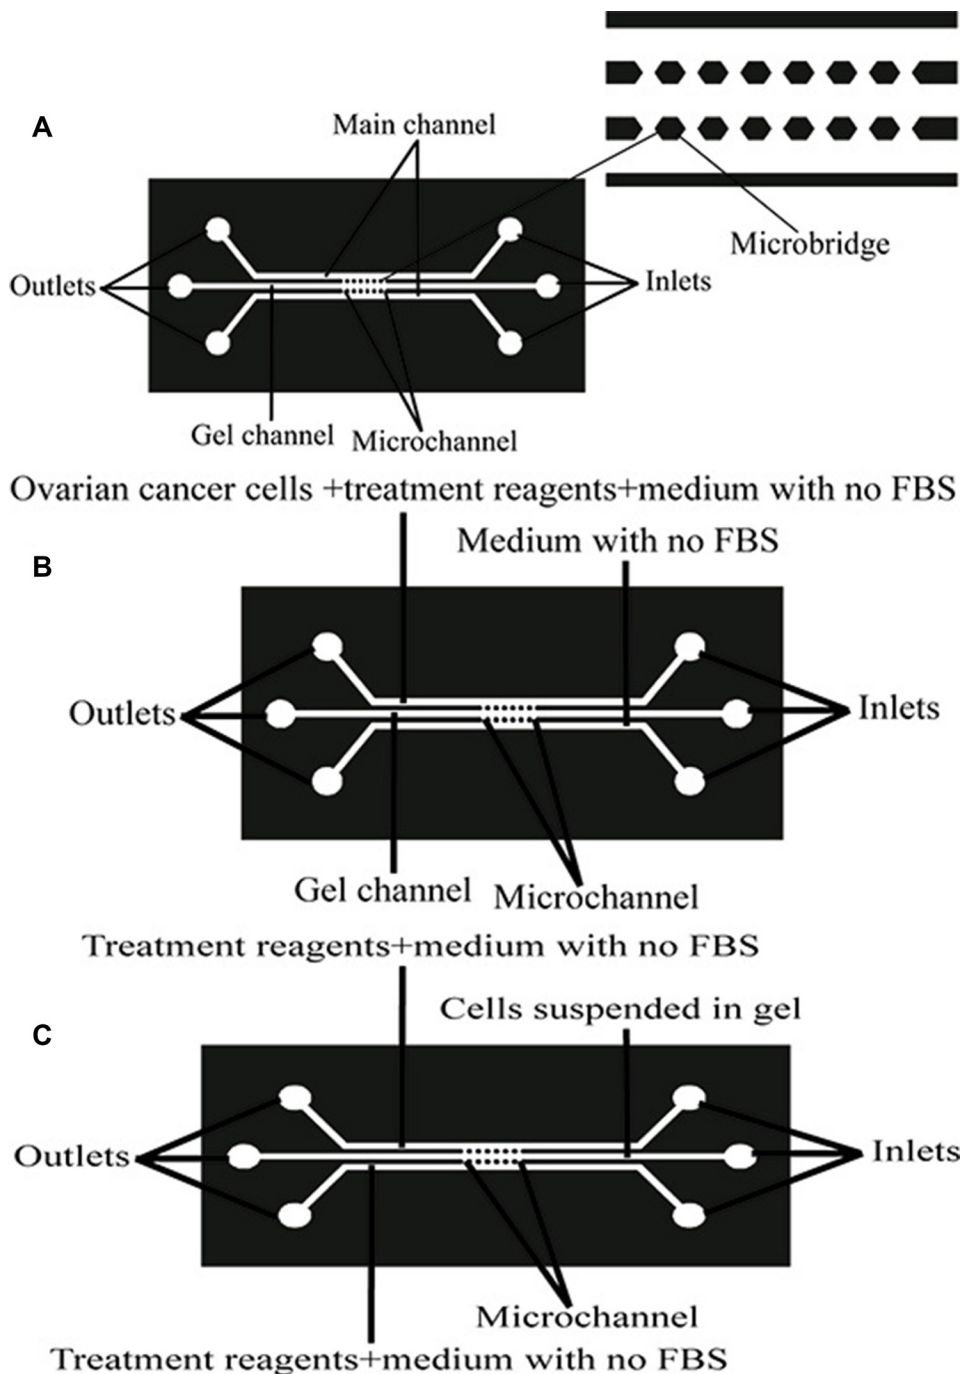 A
Main channel
Microbridge
Outlets
Inlets
Gel channel
Microchannel
Ovarian cancer cells +treatment reagents+medium with no FBS
Medium with no FBS
B
Outlets
Inlets
Gel channel
Microchannel
Treatment reagents+medium with no FBS
Cells suspended in gel
C
Outlets
Inlets
Microchannel
Treatment reagents+medium with no FBS